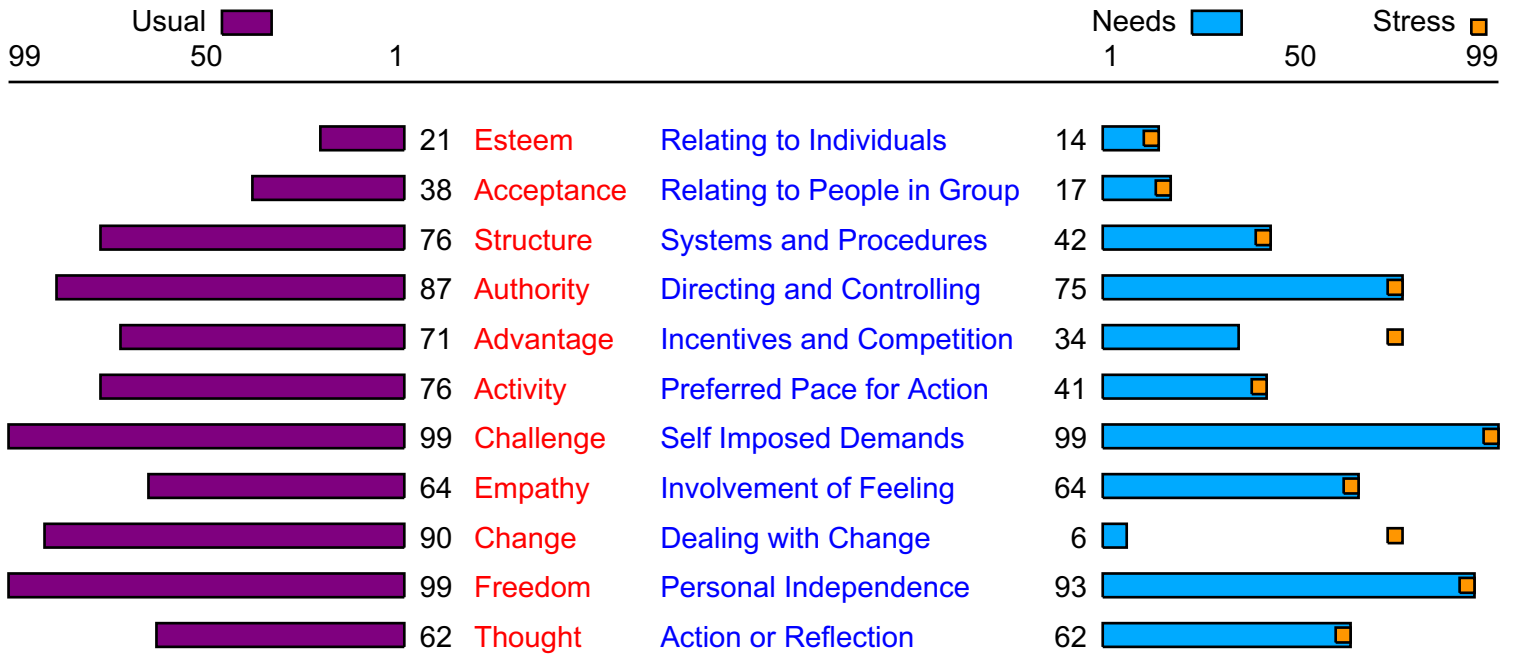 Usual Needs Stress
99 50 1 1 50 99
21 Esteem Relating to Individuals 14
38 Acceptance Relating to People in Group 17
76 Structure Systems and Procedures 42
87 Authority Directing and Controlling 75
71 Advantage Incentives and Competition 34
76 Activity Preferred Pace for Action 41
99 Challenge Self Imposed Demands 99
64 Empathy Involvement of Feeling 64
90 Change Dealing with Change 6
99 Freedom Personal Independence 93
62 Thought Action or Reflection 62